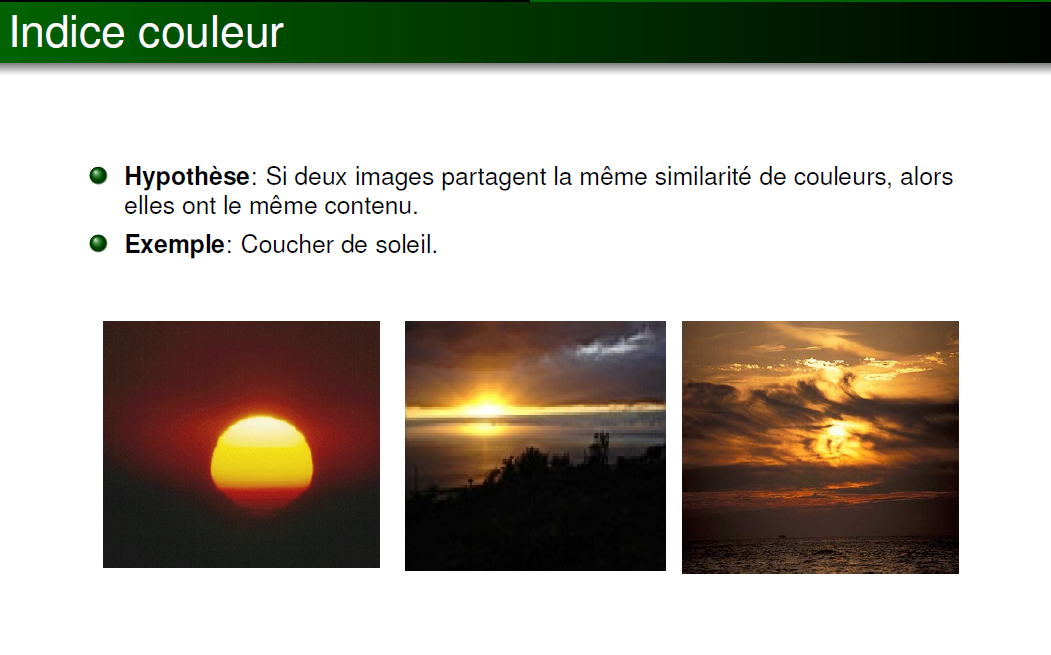 Indice couleur
Hypothèse: Si deux images partagent la même similarité de couleurs, alors
elles ont le même contenu.
Exemple: Coucher de soleil.